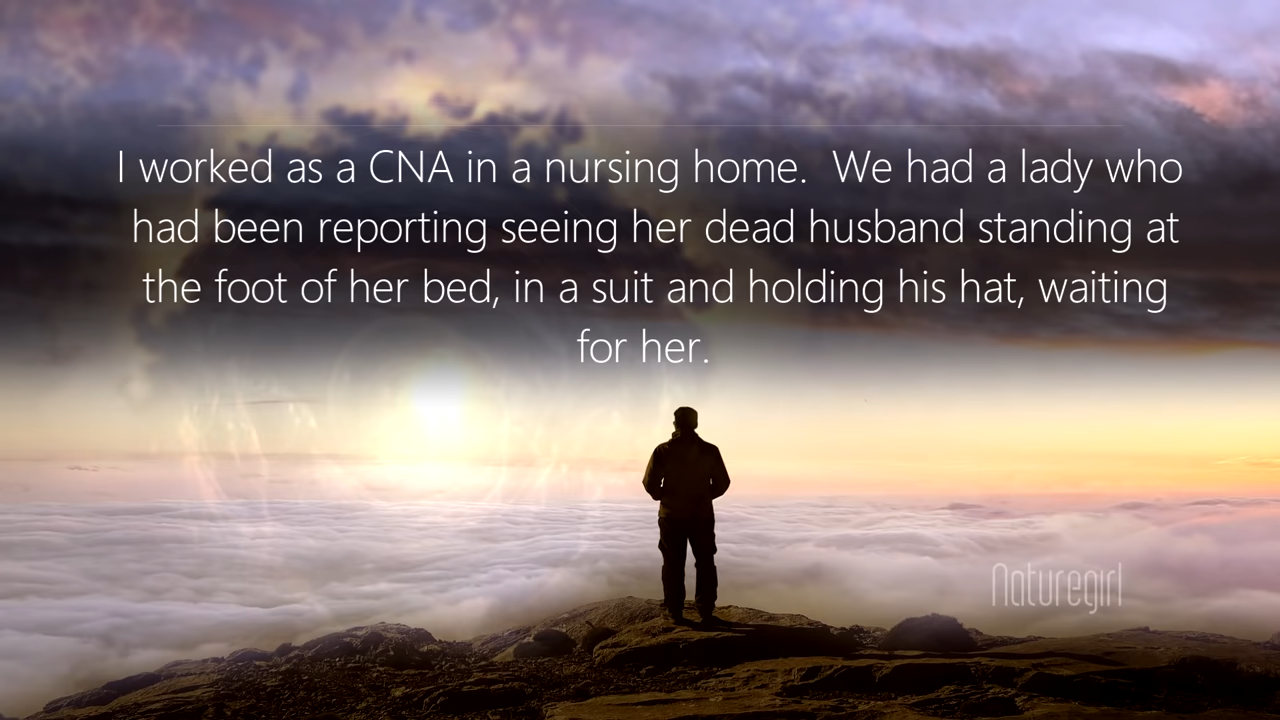 I worked as a CNA in a nursing home.  We had a lady who
had been reporting seeing her dead husband standing at
the foot of her bed, in a suit and holding his hat, waiting
for her.
Naturegirl